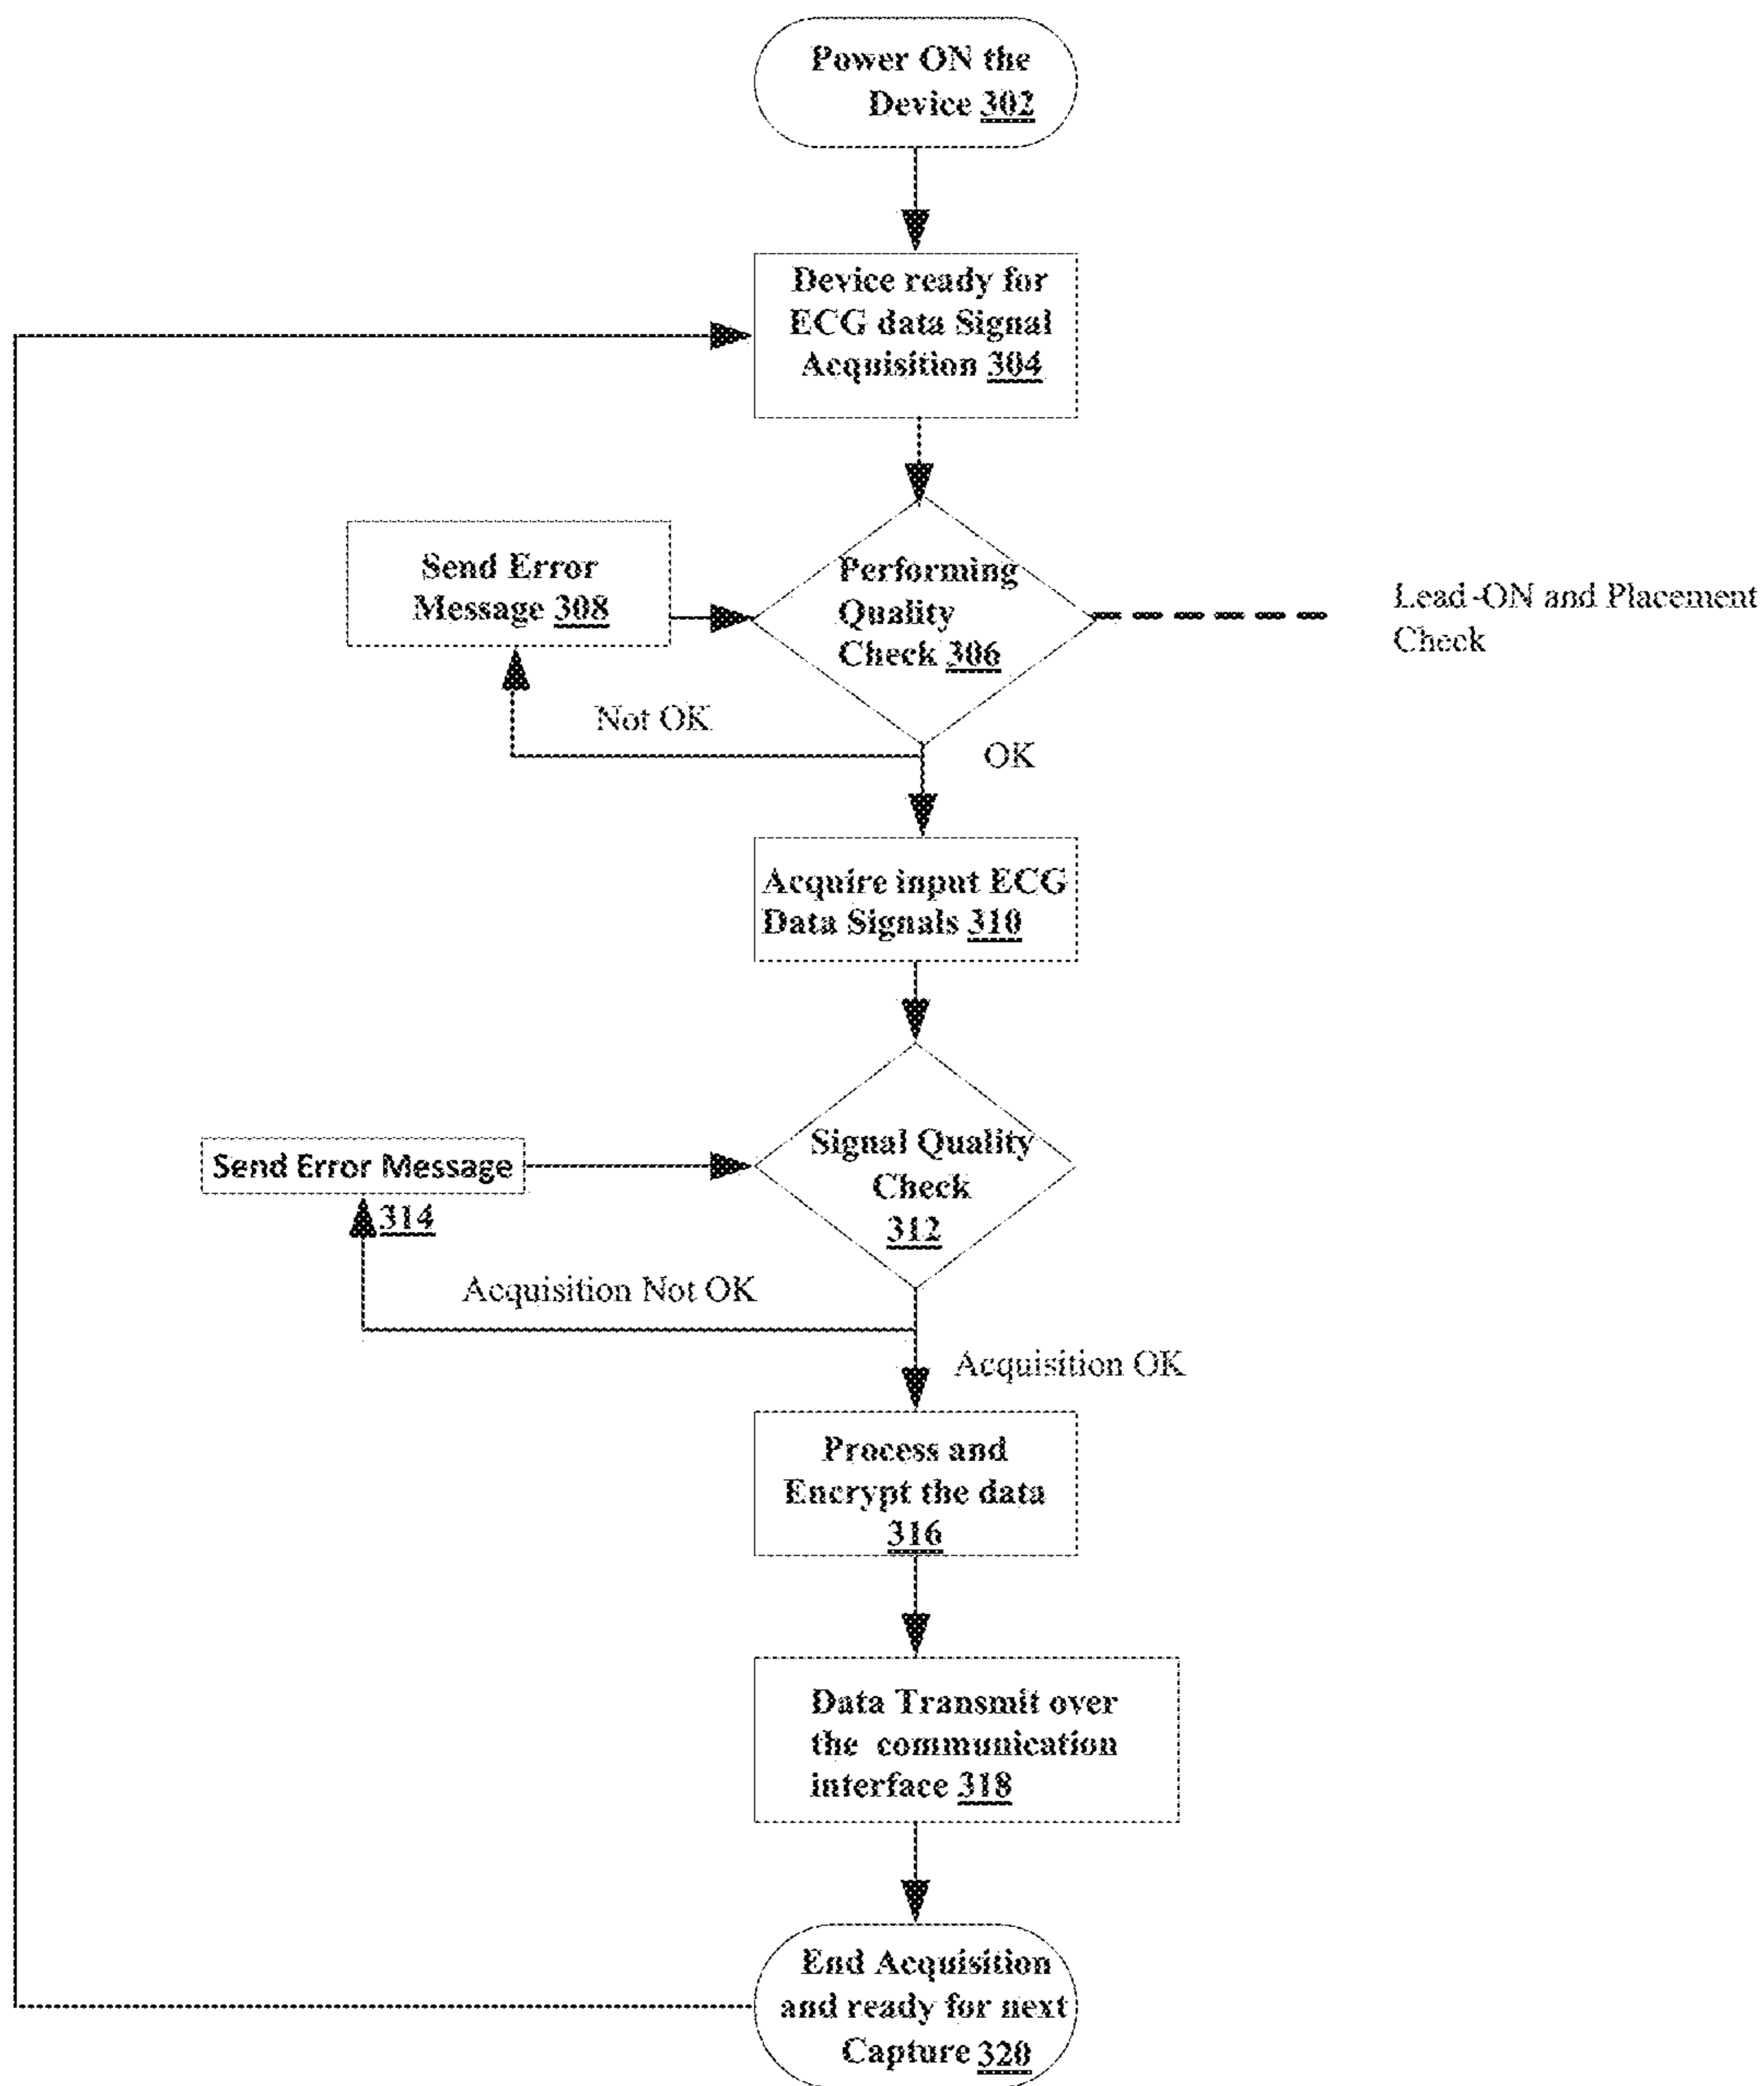 Power ON the
Device 302
Device ready for
ECG data Signal
Acquisition 304
Send Error
Message 308
Performing
Quality
Check 306
Lead-ON and Placement
Check
Not OK
OK
Acquire input ECG
Data Signals 310
Send Error Message
314
Signal Quality
Check
312
Acquisition Not OK
Acquisition OK
Process and
Encrypt the data
316
Data Transmit over
the communication
interface 318
End Acquisition
and ready for next
Capture 320